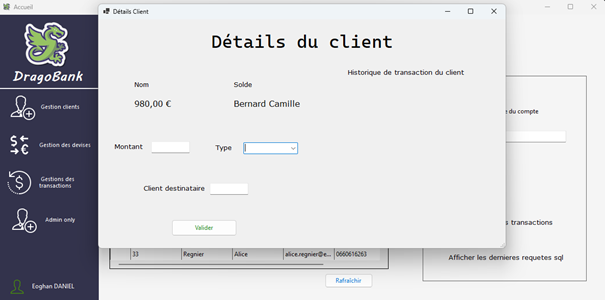 Accueil
Détails Client
Détails du client
DragoBank
Historique de transaction du client
Nom
Solde
980,00 €
Bernard Camille
Gestion clients
e du compte
Gestion des devises
Montant
Type
Gestions des
transactions
Client destinataire
Admin only
s transactions
Valider
33 Regnier Alice alice.regnier@e... 0660616263
Afficher les dernieres requetes sql
Rafraîchir
Eoghan DANIEL